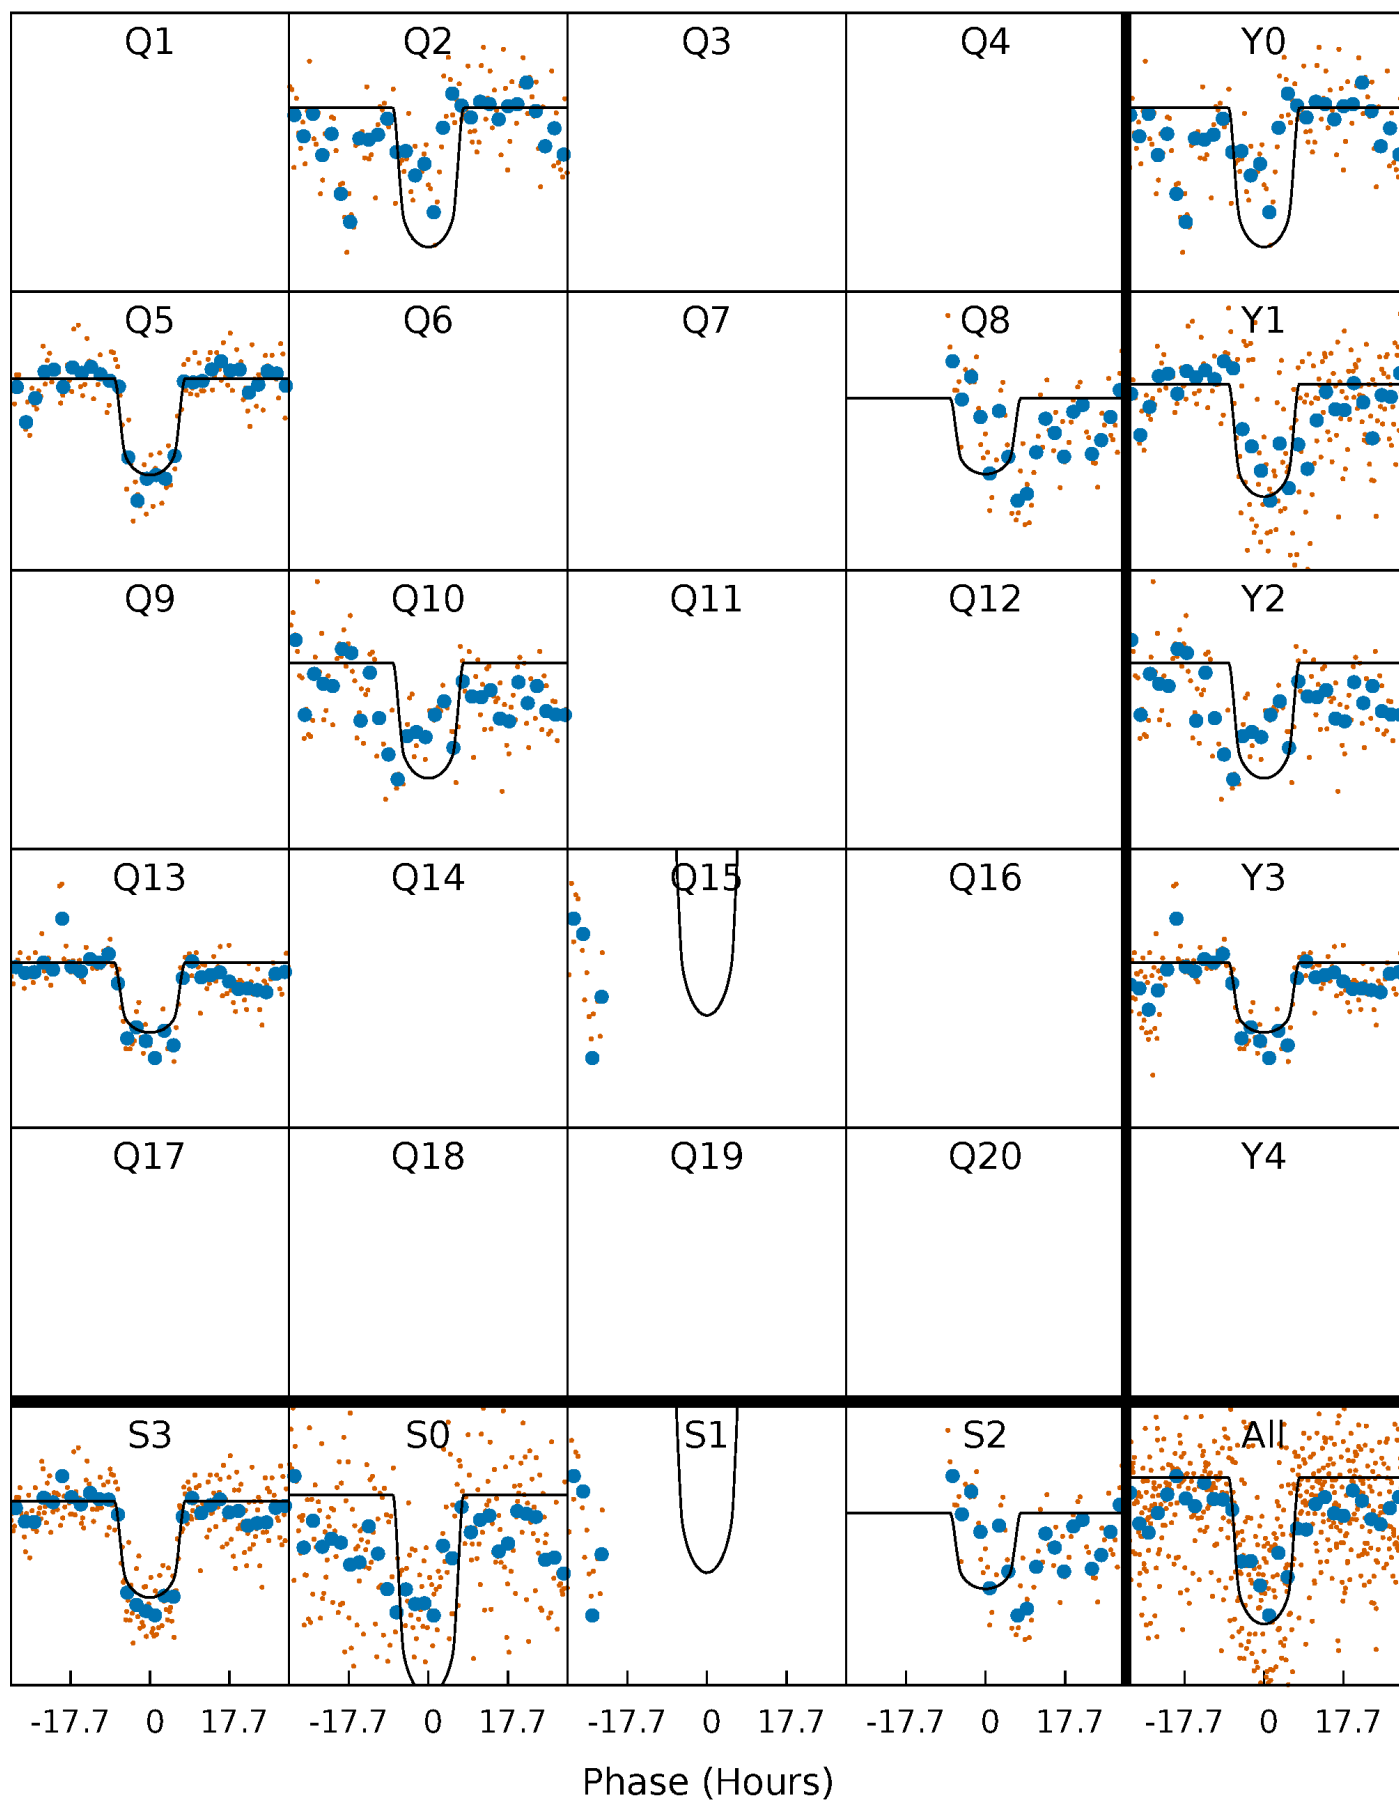 Q1 Q2 Q3 Q4 Y0
Q5 Q6 Q7 Q8 Y1
Q9 Q10 Q11 Q12 Y2
Q13 Q14 Q15 Q16 Y3
Q17 Q18 Q19 Q20 Y4
S3 S0 S1 S2 All
-17.7 0 17.7 -17.7 0 17.7 -17.7 0 17.7 -17.7 0 17.7 -17.7 0 17.7
Phase (Hours)